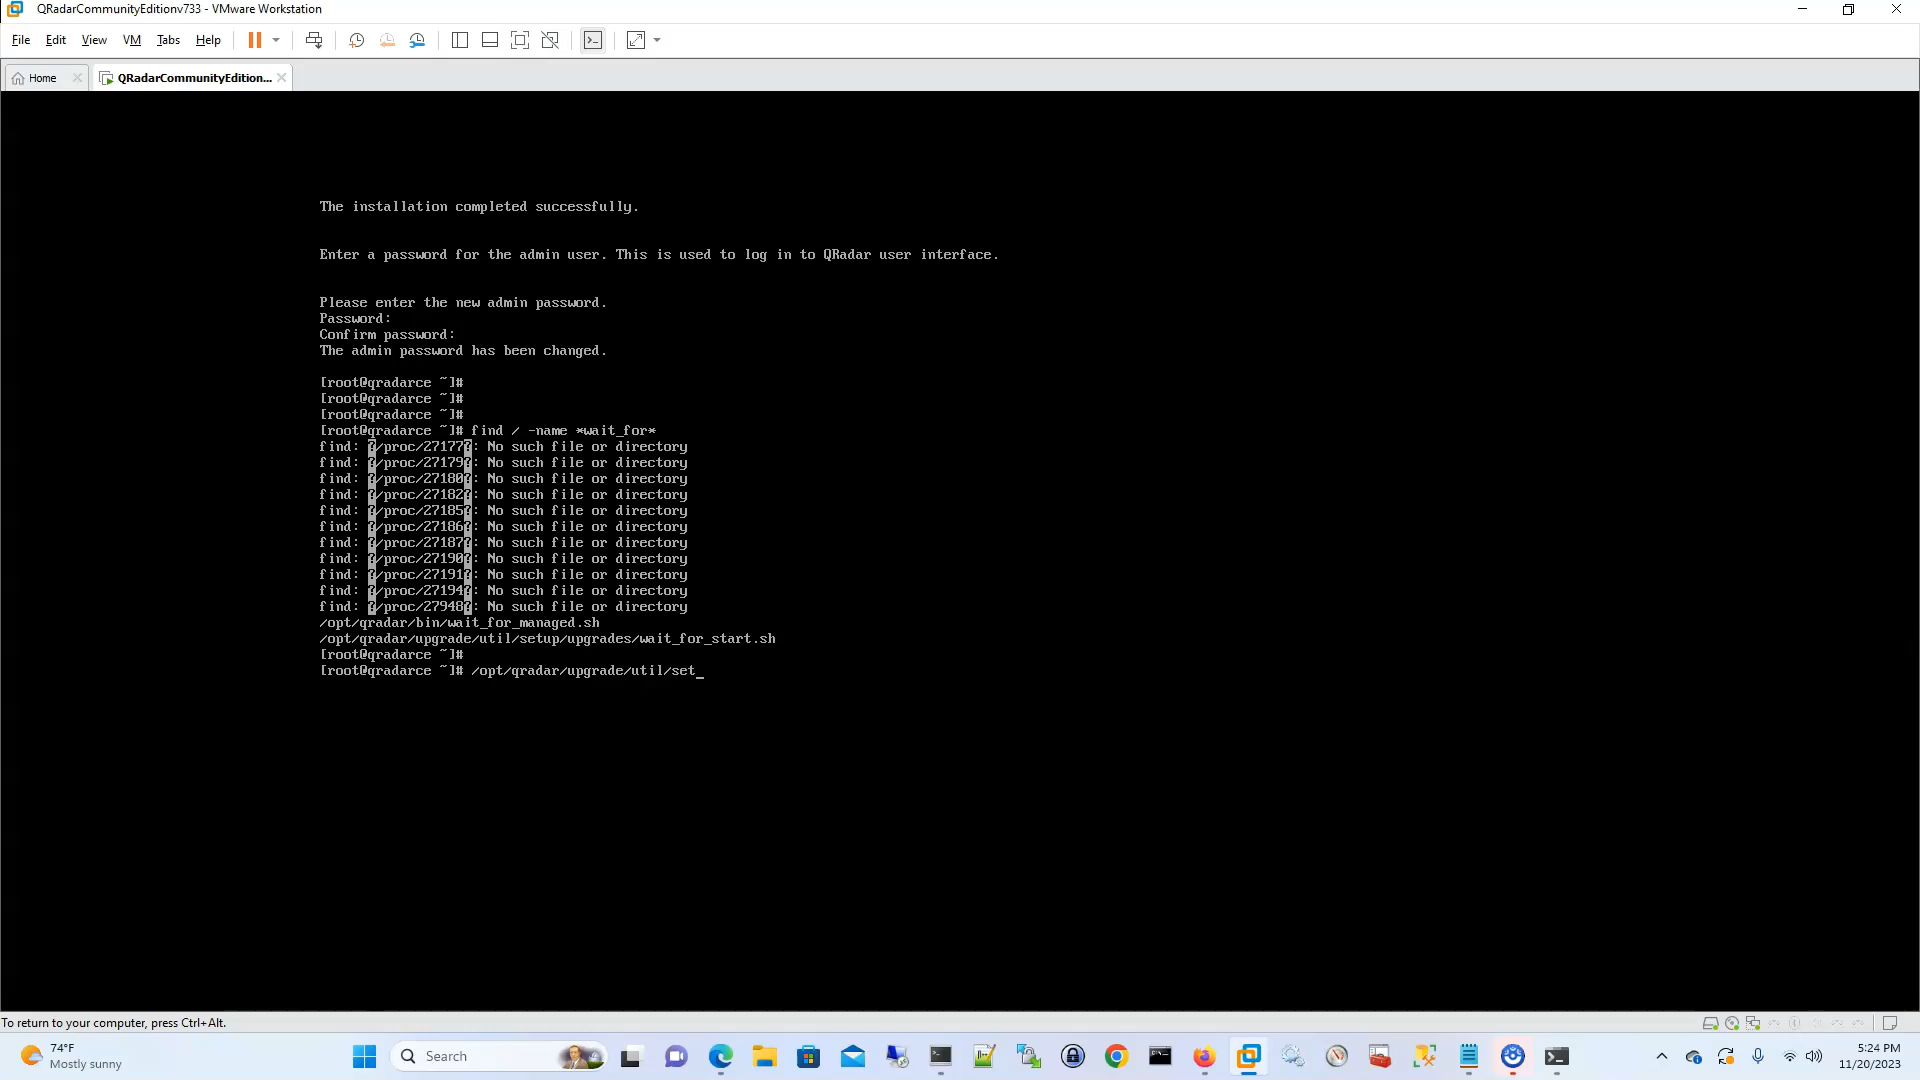 QRadarCommunityEditionv733 - VMware Workstation
File Edit View VM Tabs Help
Home QRadarCommunityEdition...
The installation completed successfully.
Enter a password for the admin user. This is used to log in to QRadar user interface.
Please enter the new admin password.
Password:
Confirm password:
The admin password has been changed.
[root@qradarce ~]#
[root@qradarce ~]#
[root@qradarce ~]#
[root@qradarce ~]# find / -name *wait_for*
find: ?/proc/27177?: No such file or directory
find: ?/proc/27179?: No such file or directory
find: ?/proc/27180?: No such file or directory
find: ?/proc/27182?: No such file or directory
find: ?/proc/27185?: No such file or directory
find: ?/proc/27186?: No such file or directory
find: ?/proc/27187?: No such file or directory
find: ?/proc/27190?: No such file or directory
find: ?/proc/27191?: No such file or directory
find: ?/proc/27194?: No such file or directory
find: ?/proc/27948?: No such file or directory
/opt/qradar/bin/wait_for_managed.sh
/opt/qradar/upgrade/util/setup/upgrades/wait_for_start.sh
[root@qradarce ~]#
[root@qradarce ~]# /opt/qradar/upgrade/util/set_
To return to your computer, press Ctrl+Alt.
74°F
Mostly sunny
Search
5:24 PM
11/20/2023